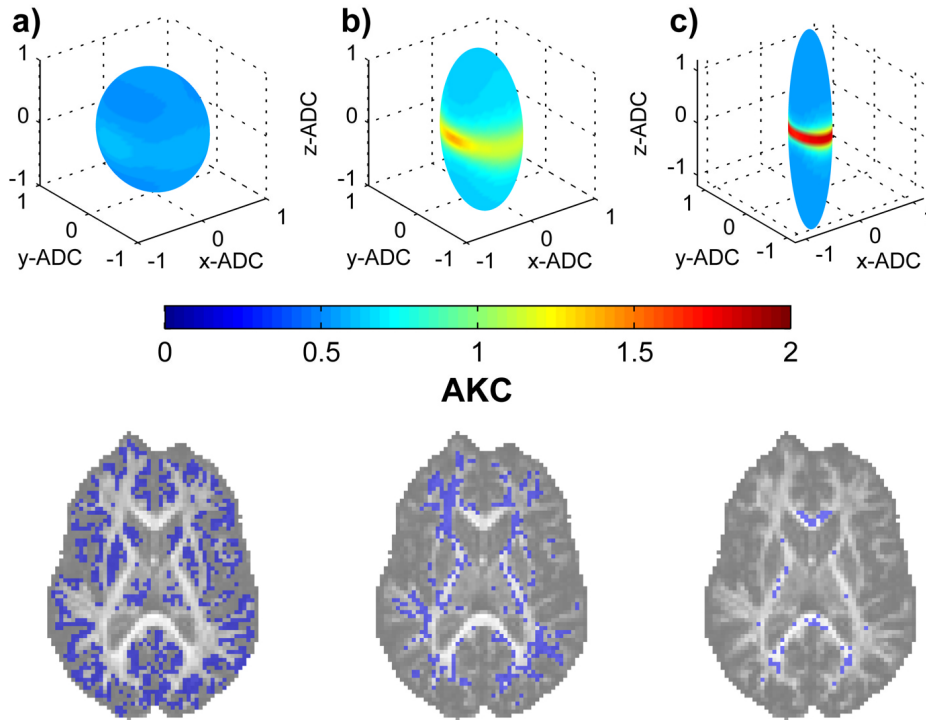 a) b) c)
1 1 1
z-ADC z-ADC
0 0 0
-1 -1 -1
1 1 1
0 0 1 0 0 1 0 0 1
y-ADC -1 -1 x-ADC y-ADC -1 -1 x-ADC y-ADC -1 -1 x-ADC
0 0.5 1 1.5 2
AKC